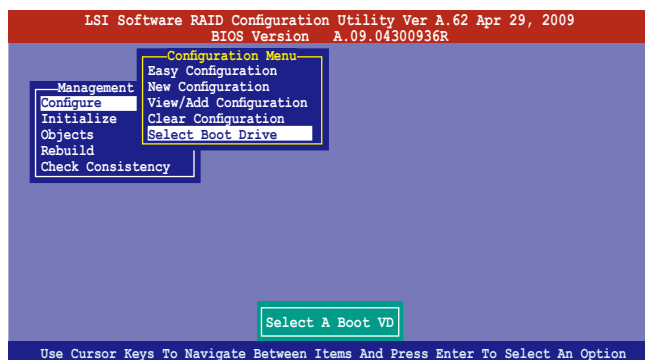 LSI Software RAID Configuration Utility Ver A.62 Apr 29, 2009
BIOS Version A.09.04300936R
Configuration Menu
Easy Configuration
New Configuration
View/Add Configuration
Clear Configuration
Select Boot Drive
Management
Configure
Initialize
Objects
Rebuild
Check Consistency
Select A Boot VD
Use Cursor Keys To Navigate Between Items And Press Enter To Select An Option